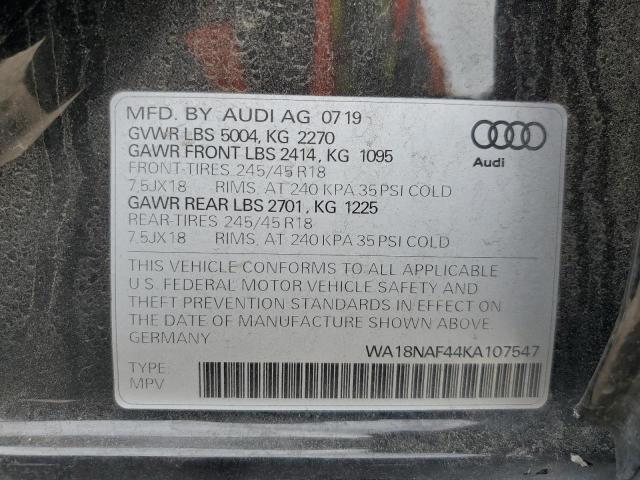 MFD. BY AUDI AG 07 19
GVWR LBS 5004, KG 2270
GAWR FRONT LBS 2414, KG 1095
FRONT-TIRES 245/45 R18
7,5JX18 RIMS, AT 240 KPA 35 PSI COLD
GAWR REAR LBS 2701, KG 1225
REAR-TIRES 245/45 R18
7,5JX18 RIMS, AT 240 KPA 35 PSI COLD
Audi
THIS VEHICLE CONFORMS TO ALL APPLICABLE
U.S. FEDERAL MOTOR VEHICLE SAFETY AND
THEFT PREVENTION STANDARDS IN EFFECT ON
THE DATE OF MANUFACTURE SHOWN ABOVE.
GERMANY
WA18NAF44KA107547
TYPE:
MPV